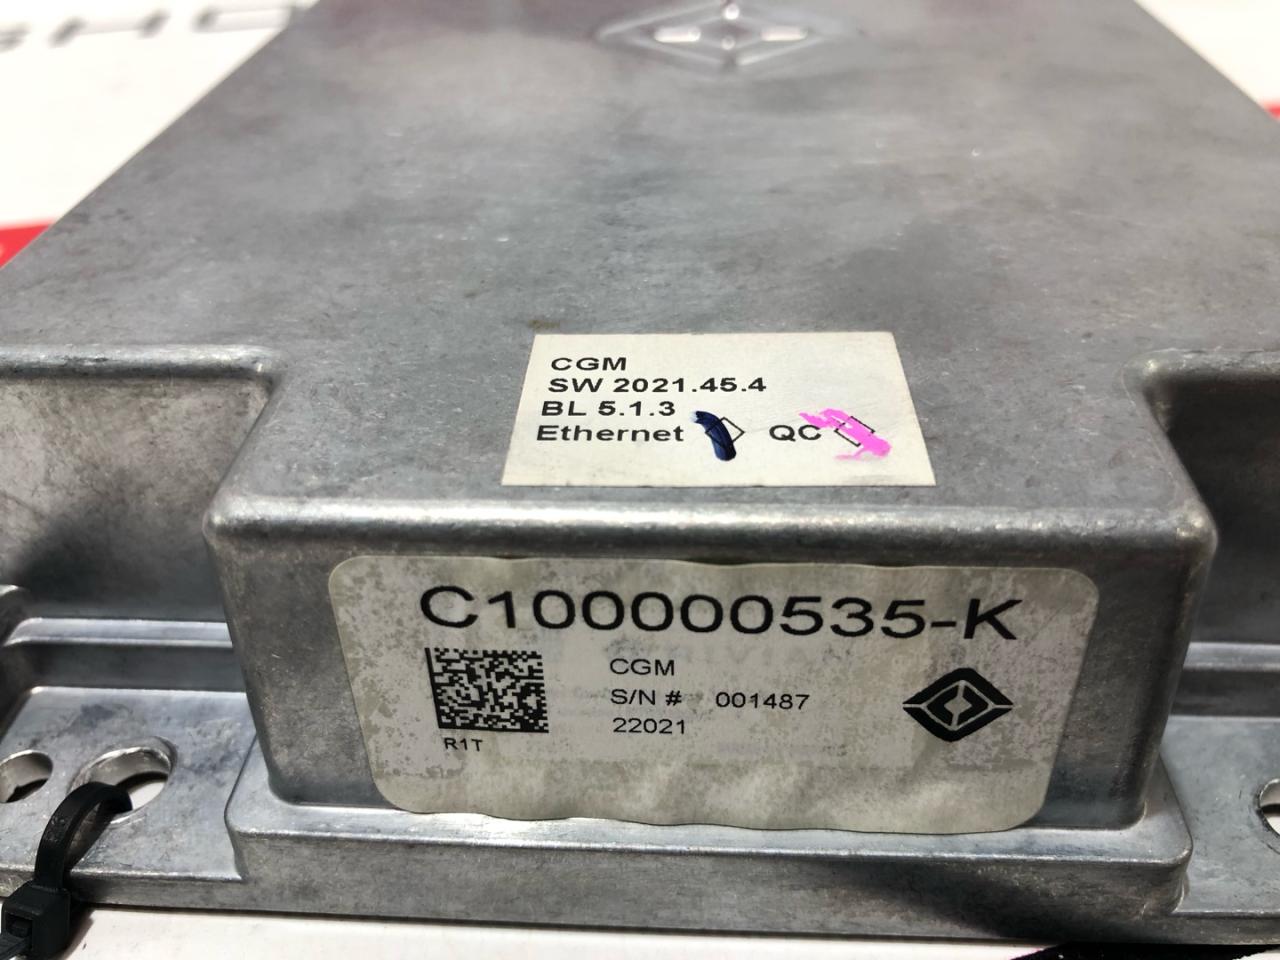 CGM
SW 2021.45.4
BL 5.1.3
Ethernet QC
C100000535-K
CGM
S/N # 001487
22021
R1T